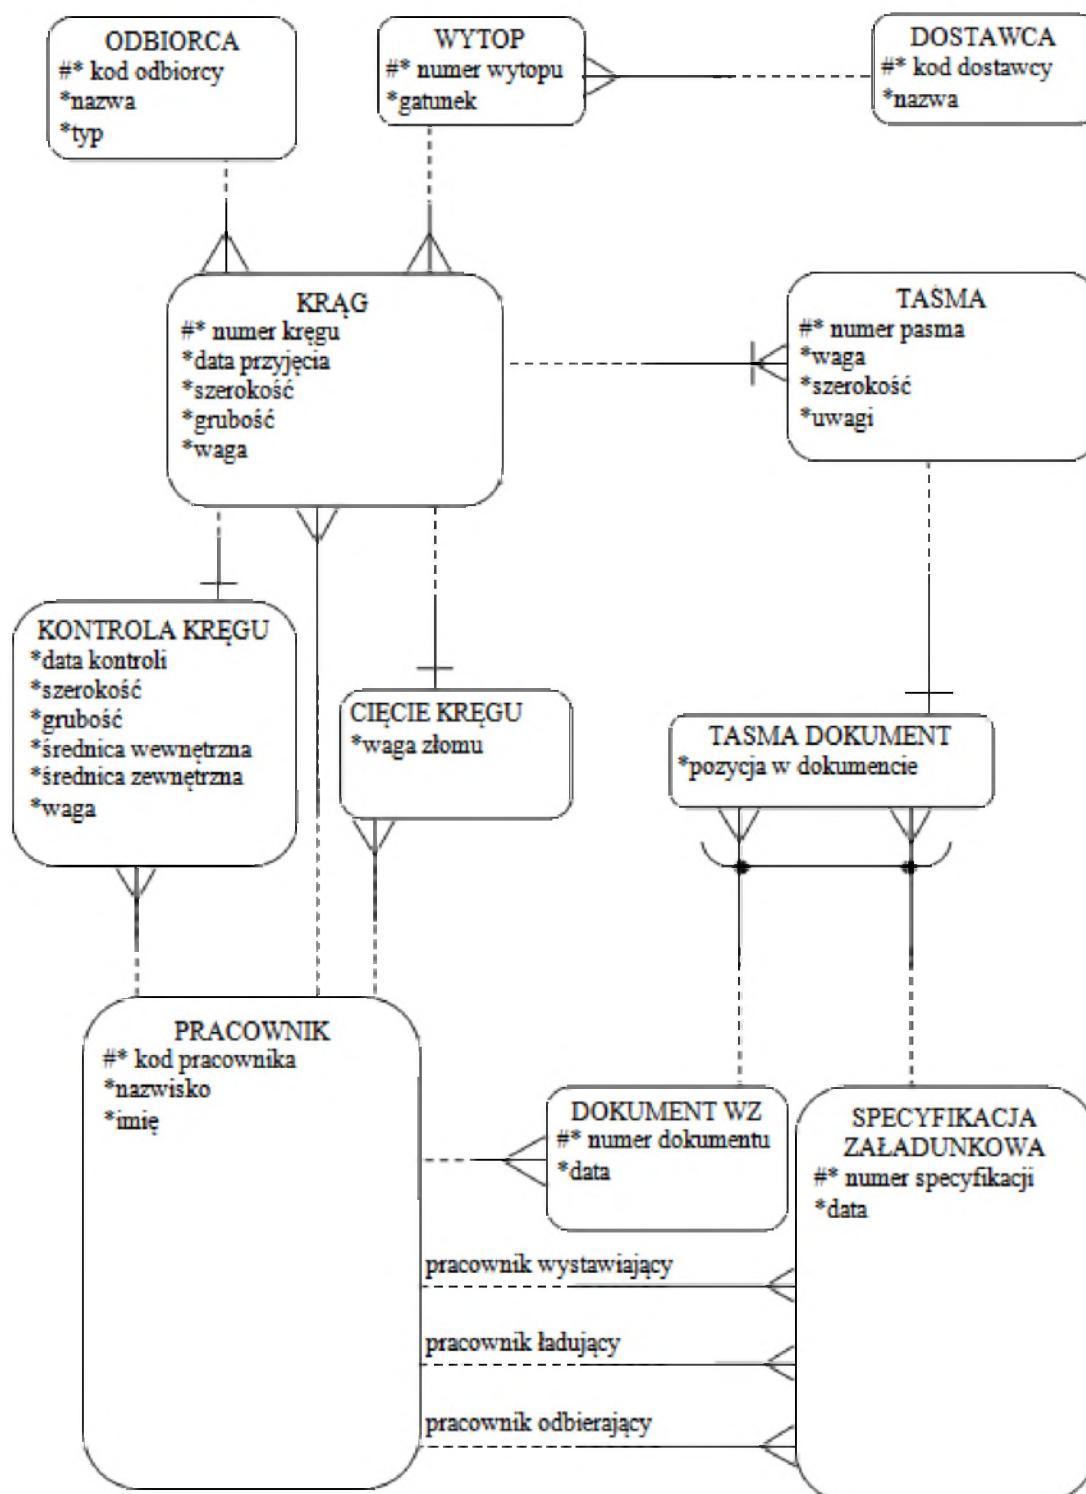 ODBIORCA
#* kod odbiorcy
*nazwa
*typ
WYTOP
#* numer wytopu
*gatunek
DOSTAWCA
#* kod dostawcy
*nazwa
KRĄG
#* numer kręgu
*data przyjęcia
*szerokość
*grubość
*waga
TAŚMA
#* numer pasma
*waga
*szerokość
*uwagi
KONTROLA KRĘGU
*data kontroli
*szerokość
*grubość
*średnica wewnętrzna
*średnica zewnętrzna
*waga
CIĘCIE KRĘGU
*waga złomu
TASMA DOKUMENT
*pozycja w dokumencie
PRACOWNIK
#* kod pracownika
*nazwisko
*imię
DOKUMENT WZ
#* numer dokumentu
*data
SPECYFIKACJA
ZAŁADUNKOWA
#* numer specyfikacji
*data
pracownik wystawiający
pracownik ładujący
pracownik odbierający